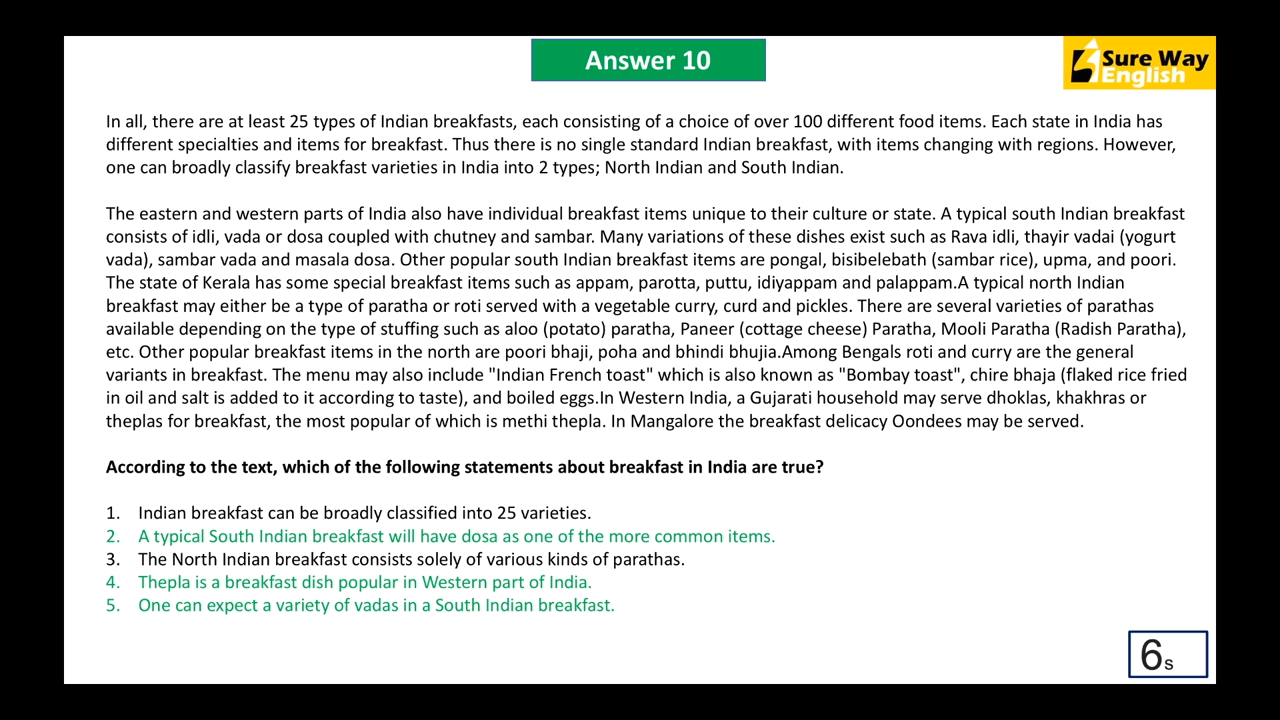 Answer 10
Sure Way
English
In all, there are at least 25 types of Indian breakfasts, each consisting of a choice of over 100 different food items. Each state in India has
different specialties and items for breakfast. Thus there is no single standard Indian breakfast, with items changing with regions. However,
one can broadly classify breakfast varieties in India into 2 types; North Indian and South Indian.
The eastern and western parts of India also have individual breakfast items unique to their culture or state. A typical south Indian breakfast
consists of idli, vada or dosa coupled with chutney and sambar. Many variations of these dishes exist such as Rava idli, thayir vadai (yogurt
vada), sambar vada and masala dosa. Other popular south Indian breakfast items are pongal, bisibelebath (sambar rice), upma, and poori.
The state of Kerala has some special breakfast items such as appam, parotta, puttu, idiyappam and palappam.A typical north Indian
breakfast may either be a type of paratha or roti served with a vegetable curry, curd and pickles. There are several varieties of parathas
available depending on the type of stuffing such as aloo (potato) paratha, Paneer (cottage cheese) Paratha, Mooli Paratha (Radish Paratha),
etc. Other popular breakfast items in the north are poori bhaji, poha and bhindi bhujia.Among Bengals roti and curry are the general
variants in breakfast. The menu may also include "Indian French toast" which is also known as "Bombay toast", chire bhaja (flaked rice fried
in oil and salt is added to it according to taste), and boiled eggs.In Western India, a Gujarati household may serve dhoklas, khakhras or
theplas for breakfast, the most popular of which is methi thepla. In Mangalore the breakfast delicacy Oondees may be served.
According to the text, which of the following statements about breakfast in India are true?
1. Indian breakfast can be broadly classified into 25 varieties.
2. A typical South Indian breakfast will have dosa as one of the more common items.
3. The North Indian breakfast consists solely of various kinds of parathas.
4. Thepla is a breakfast dish popular in Western part of India.
5. One can expect a variety of vadas in a South Indian breakfast.
6s